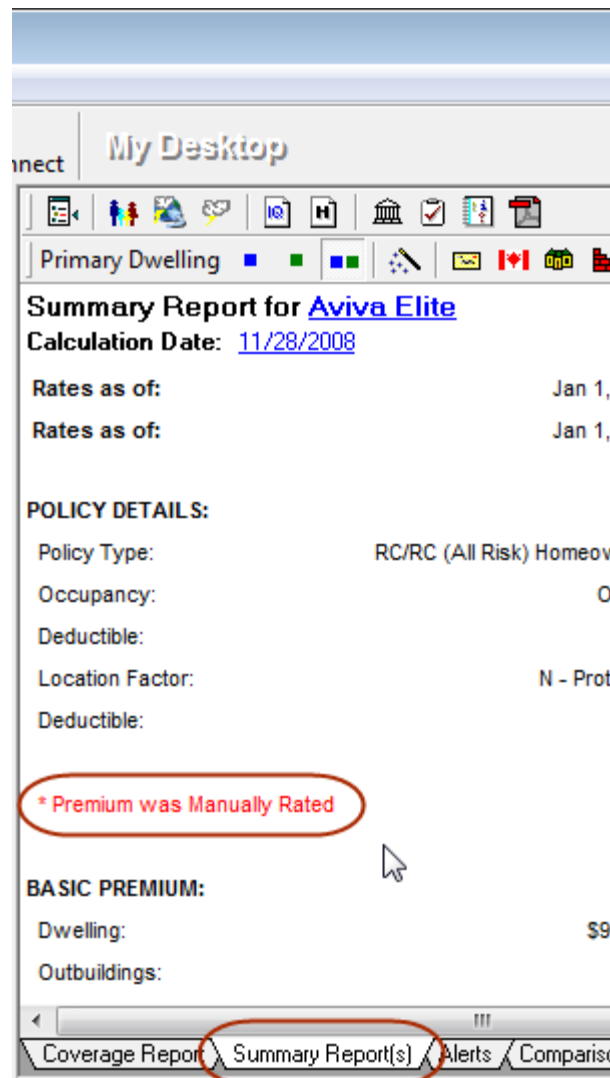 nnect
My Desktop
IQ H
Primary Dwelling
Summary Report for Aviva Elite
Calculation Date: 11/28/2008
Rates as of: Jan 1,
Rates as of: Jan 1,
POLICY DETAILS:
Policy Type: RC/RC (All Risk) Homeov
Occupancy: O
Deductible:
Location Factor: N - Prot
Deductible:
* Premium was Manually Rated
BASIC PREMIUM:
Dwelling: $9
Outbuildings:
Coverage Report Summary Report(s) Alerts Compariso